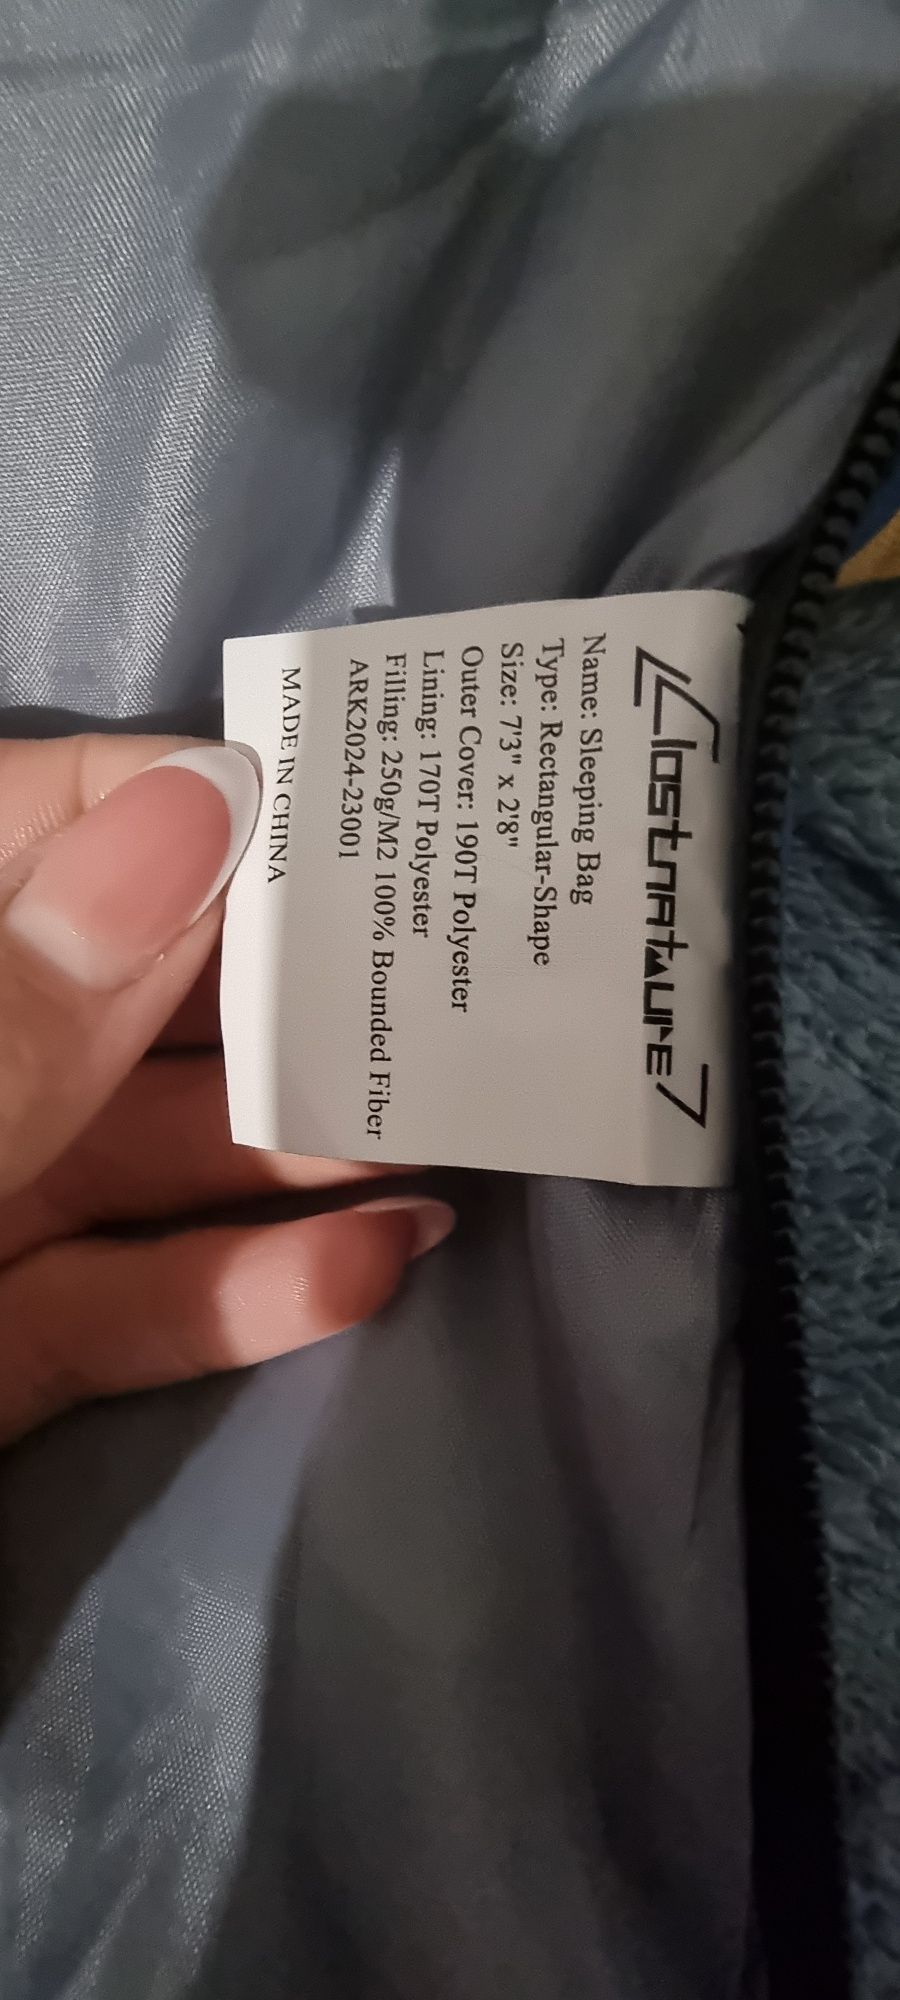 Clostnature
Name: Sleeping Bag
Type: Rectangular-Shape
Size: 7'3" x 2'8"
Outer Cover: 190T Polyester
Lining: 170T Polyester
Filling: 250g/M2 100% Bounded Fiber
ARK2024-23001
MADE IN CHINA